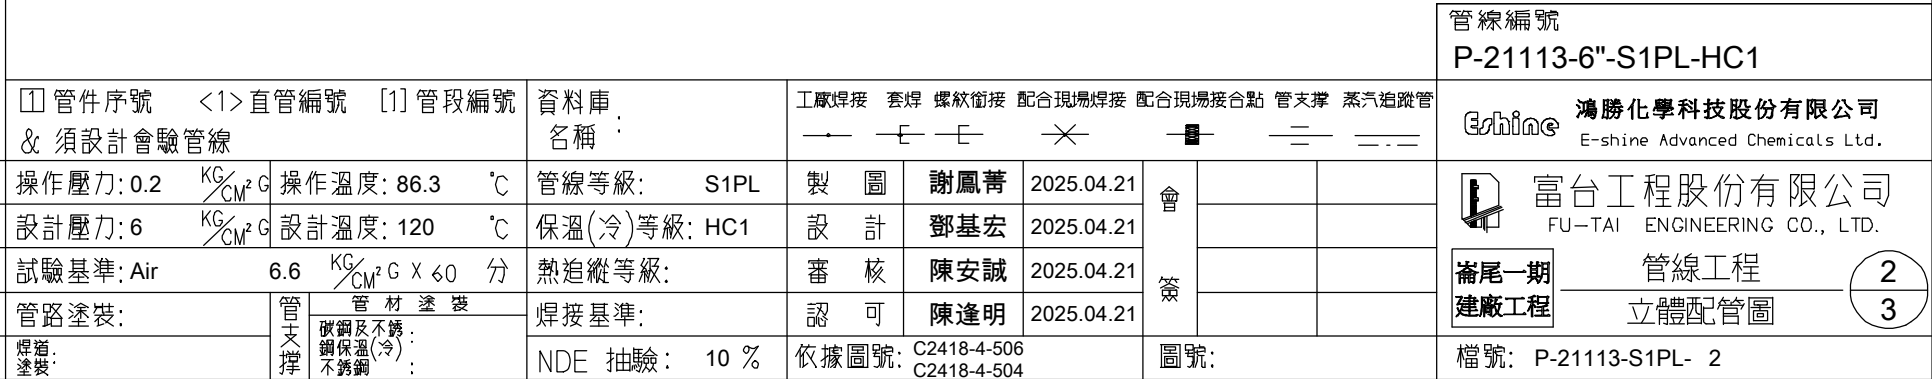 管線編號
P-21113-6"-S1PL-HC1
1 管件序號 <1>直管編號 [1]管段編號
& 須設計會驗管線
資料庫
名稱 :
工廠焊接 套焊 螺紋銜接 配合現場焊接 配合現場接合點 管支撐 蒸汽追蹤管
Eshine 鴻勝化學科技股份有限公司
E-shine Advanced Chemicals Ltd.
操作壓力: 0.2 KG/CM² G 操作溫度: 86.3 °C 管線等級: S1PL 製 圖 謝鳳菁 2025.04.21
設計壓力: 6 KG/CM² G 設計溫度: 120 °C 保溫(冷)等級: HC1 設 計 鄧基宏 2025.04.21
會簽
富台工程股份有限公司
FU-TAI ENGINEERING CO., LTD.
試驗基準: Air 6.6 KG/CM² G X 60 分 熱追縱等級: 審 核 陳安誠 2025.04.21
管路塗裝: 管支撐 管 材 塗 裝 焊接基準: 認 可 陳逢明 2025.04.21
崙尾一期
建廠工程
管線工程
立體配管圖
2
3
焊道
塗裝:
碳鋼及不銹 :
鋼保溫(冷)
不銹鋼 :
NDE 抽驗: 10 % 依據圖號: C2418-4-506
C2418-4-504
圖號:
檔號: P-21113-S1PL- 2